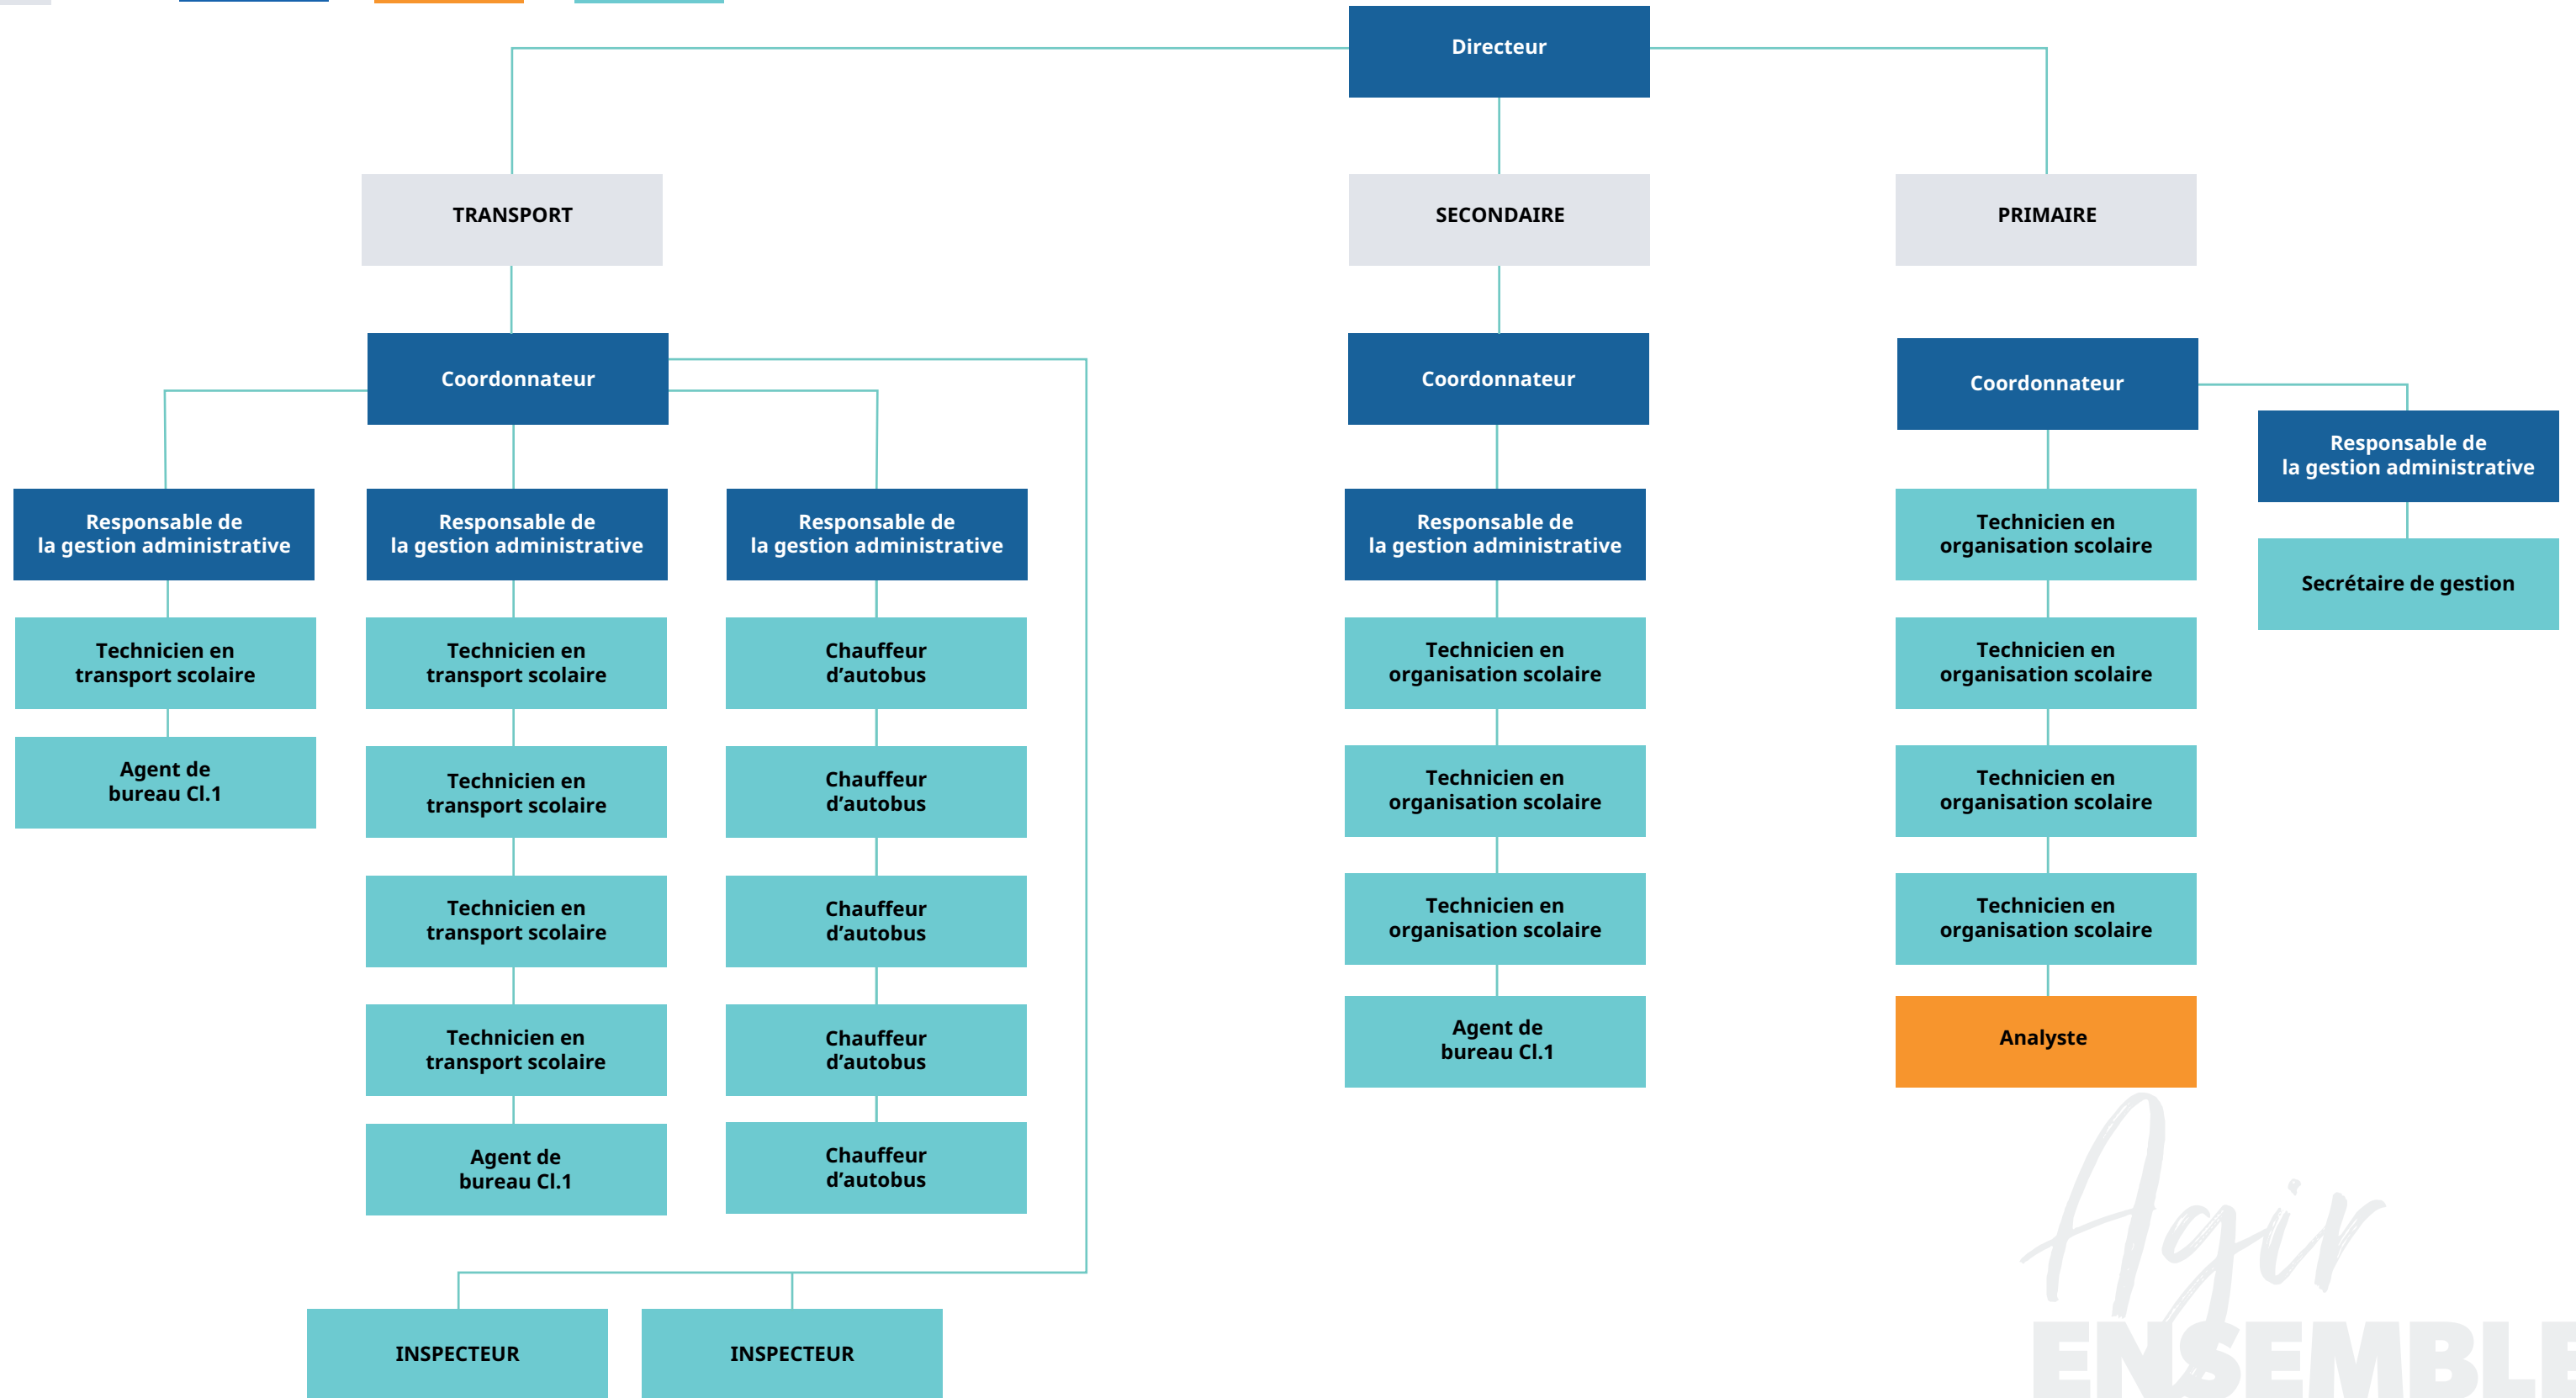 Directeur
TRANSPORT
SECONDAIRE
PRIMAIRE
Coordonnateur
Coordonnateur
Coordonnateur
Responsable de
la gestion administrative
Responsable de
la gestion administrative
Responsable de
la gestion administrative
Responsable de
la gestion administrative
Responsable de
la gestion administrative
Technicien en
organisation scolaire
Secrétaire de gestion
Technicien en
transport scolaire
Technicien en
transport scolaire
Chauffeur
d’autobus
Technicien en
organisation scolaire
Technicien en
organisation scolaire
Agent de
bureau Cl.1
Technicien en
transport scolaire
Chauffeur
d’autobus
Technicien en
organisation scolaire
Technicien en
organisation scolaire
Technicien en
transport scolaire
Chauffeur
d’autobus
Technicien en
organisation scolaire
Technicien en
organisation scolaire
Technicien en
transport scolaire
Chauffeur
d’autobus
Agent de
bureau Cl.1
Analyste
Agent de
bureau Cl.1
Chauffeur
d’autobus
INSPECTEUR
INSPECTEUR
Agir
ENSEMBLE